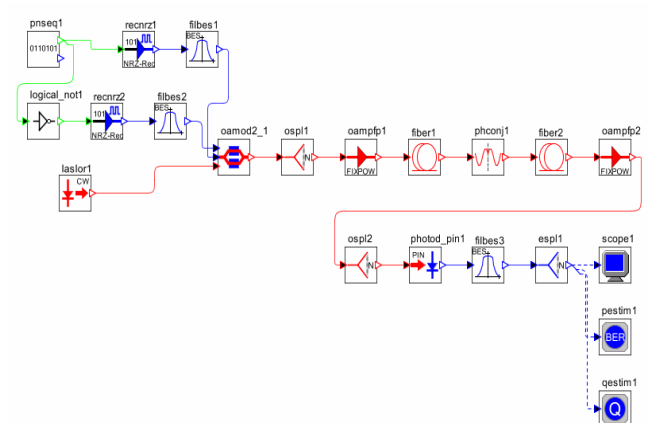 pnseq1
recnrz1
filbes1
0110101
101
NRZ-Rec
BES
logical_not1
recnrz2
filbes2
101
NRZ-Rec
BES
oamod2_1
ospl1
oampfp1
fiber1
phconj1
fiber2
oampfp2
N
FIXPOW
FIXPOW
laslor1
CW
ospl2
photod_pin1
filbes3
espl1
scope1
N
PIN
BES
N
pestim1
BER
qestim1
Q